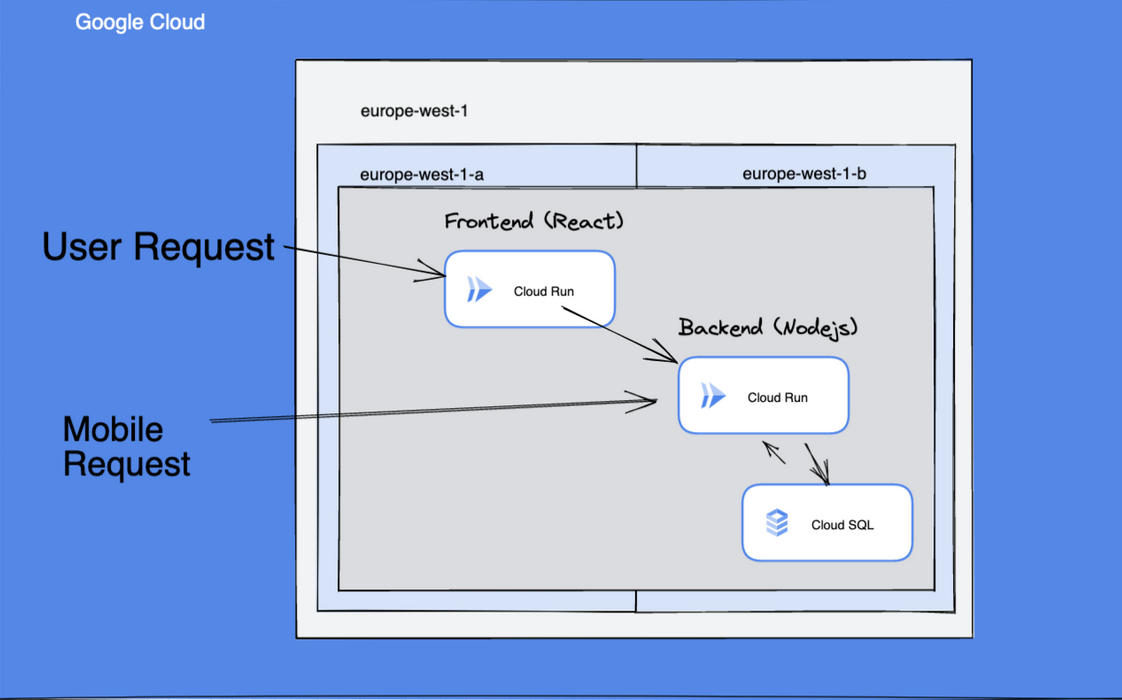 Google Cloud
europe-west-1
europe-west-1-a
europe-west-1-b
Frontend (React)
User Request
Cloud Run
Backend (Nodejs)
Cloud Run
Mobile
Request
Cloud SQL